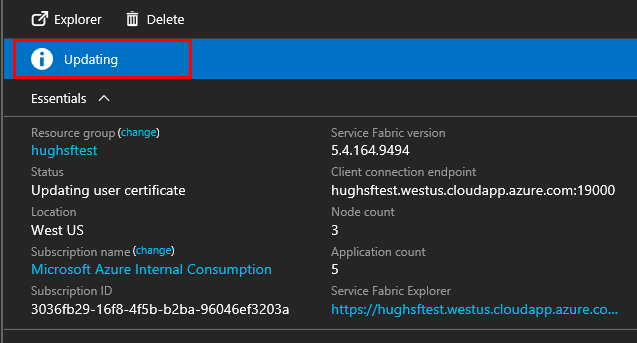 Explorer Delete
Updating
Essentials
Resource group (change)
hughsftest
Status
Updating user certificate
Location
West US
Subscription name (change)
Microsoft Azure Internal Consumption
Subscription ID
3036fb29-16f8-4f5b-b2ba-96046ef3203a
Service Fabric version
5.4.164.9494
Client connection endpoint
hughsftest.westus.cloudapp.azure.com:19000
Node count
3
Application count
5
Service Fabric Explorer
https://hughsftest.westus.cloudapp.azure.co...